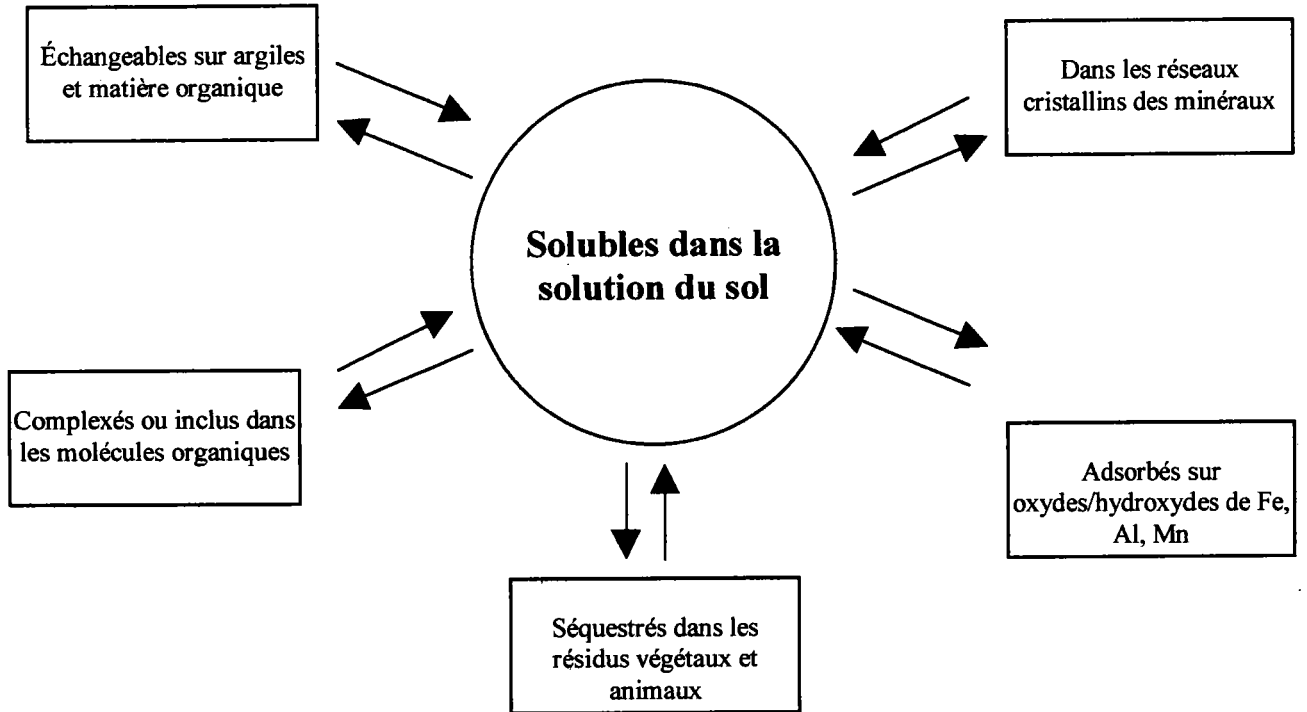 Échangeables sur argiles
et matière organique
Dans les réseaux
cristallins des minéraux
Solubles dans la
solution du sol
Complexés ou inclus dans
les molécules organiques
Adsorbés sur
oxydes/hydroxydes de Fe,
Al, Mn
Séquestrés dans les
résidus végétaux et
animaux